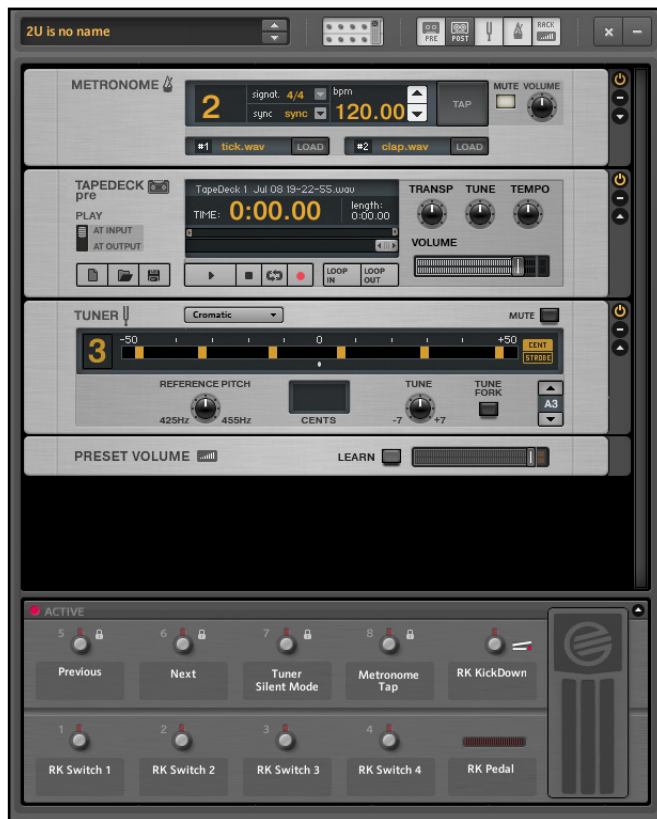 2U is no name
PRE POST RACK
METRONOME
2
signat. 4/4
sync sync
bpm
120.00
TAP
MUTE VOLUME
#1 tick.wav LOAD #2 clap.wav LOAD
TAPEDECK
pre
PLAY
AT INPUT
AT OUTPUT
TapeDeck 1 Jul 08 19-22-55.wav
TIME: 0:00.00
length:
0:00.00
LOOP
IN
LOOP
OUT
TRANSP TUNE TEMPO
VOLUME
TUNER
Cromatic
MUTE
3
-50 0 +50
CENT
STROBE
REFERENCE PITCH
425Hz 455Hz
CENTS
TUNE
-7 +7
TUNE
FORK
A3
PRESET VOLUME
LEARN
ACTIVE
5 6 7 8
Previous
Next
Tuner
Silent Mode
Metronome
Tap
RK KickDown
1 2 3 4
RK Switch 1
RK Switch 2
RK Switch 3
RK Switch 4
RK Pedal